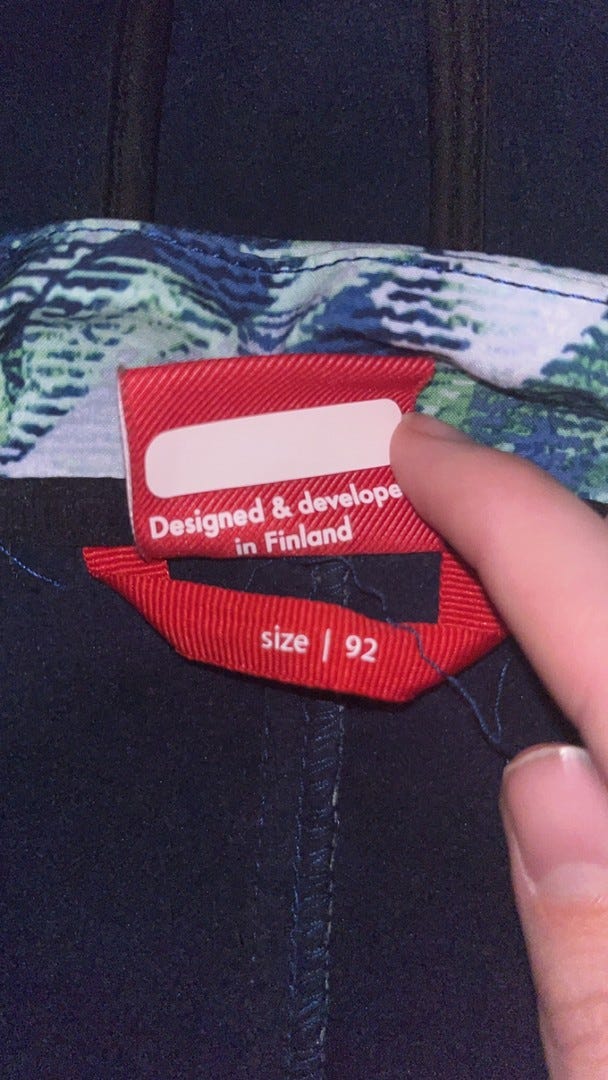 Designed & develope
in Finland
size | 92